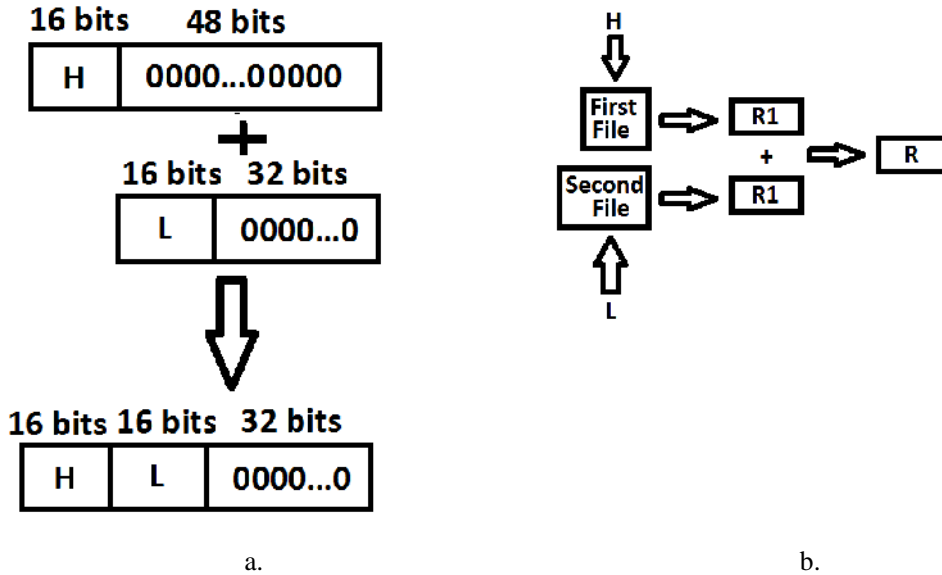 16 bits 48 bits
H 0000...00000
+
16 bits 32 bits
L 0000...0
16 bits 16 bits 32 bits
H L 0000...0
a.
H
First
File
R1
+
R
Second
File
R1
L
b.